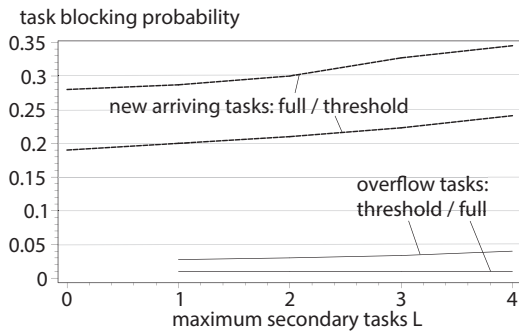 task blocking probability
0.35
0.3
0.25
0.2
0.15
0.1
0.05
0
new arriving tasks: full / threshold
overflow tasks:
threshold / full
0 1 2 3 4
maximum secondary tasks L